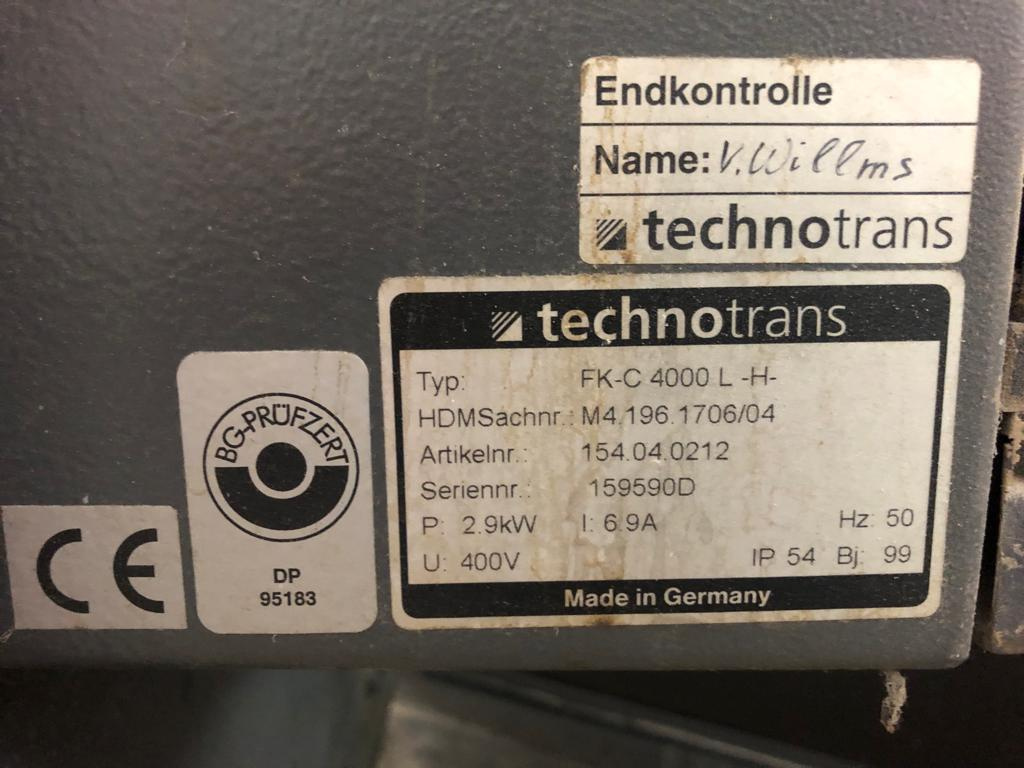 Endkontrolle
Name: V. Willms
technotrans
technotrans
Typ: FK-C 4000 L -H-
HDMSachnr.: M4.196.1706/04
Artikelnr.: 154.04.0212
Seriennr.: 159590D
P: 2.9kW I: 6.9A Hz: 50
U: 400V IP 54 Bj: 99
Made in Germany
BG-PRÜFZERT
DP
95183
CE